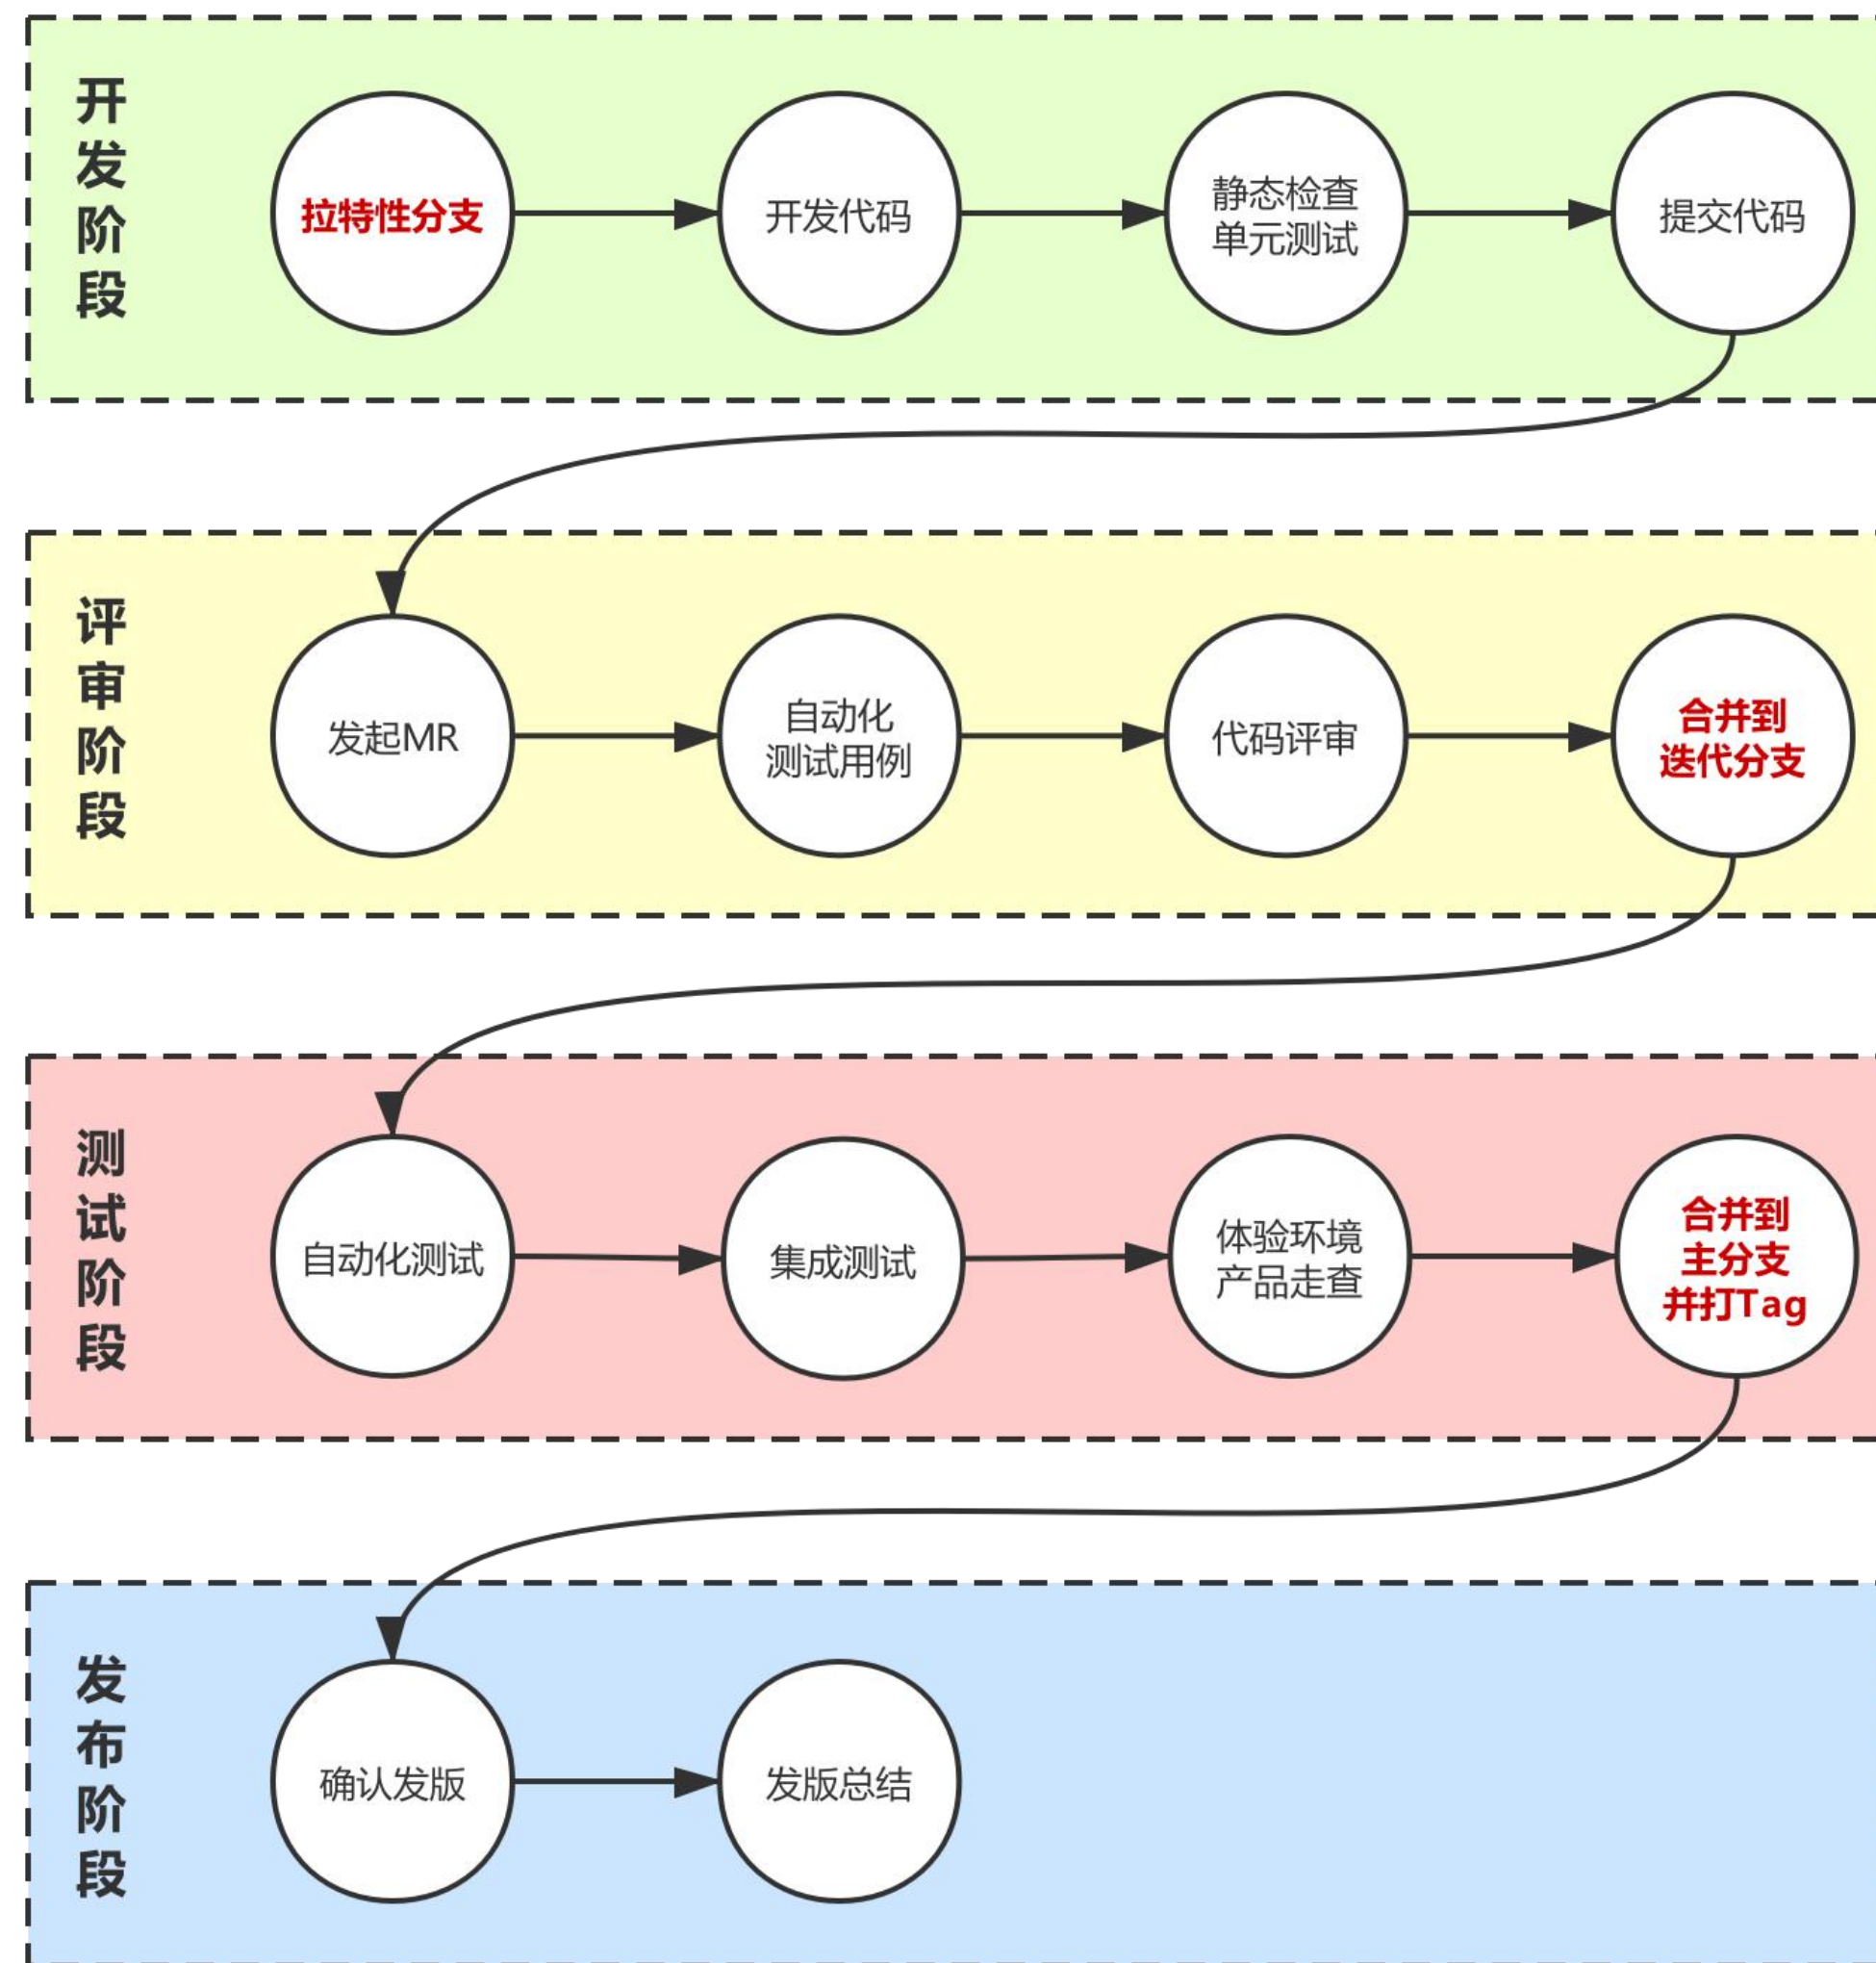 开发阶段
拉特性分支
开发代码
静态检查
单元测试
提交代码
评审阶段
发起MR
自动化
测试用例
代码评审
合并到
迭代分支
测试阶段
自动化测试
集成测试
体验环境
产品走查
合并到
主分支
并打Tag
发布阶段
确认发版
发版总结